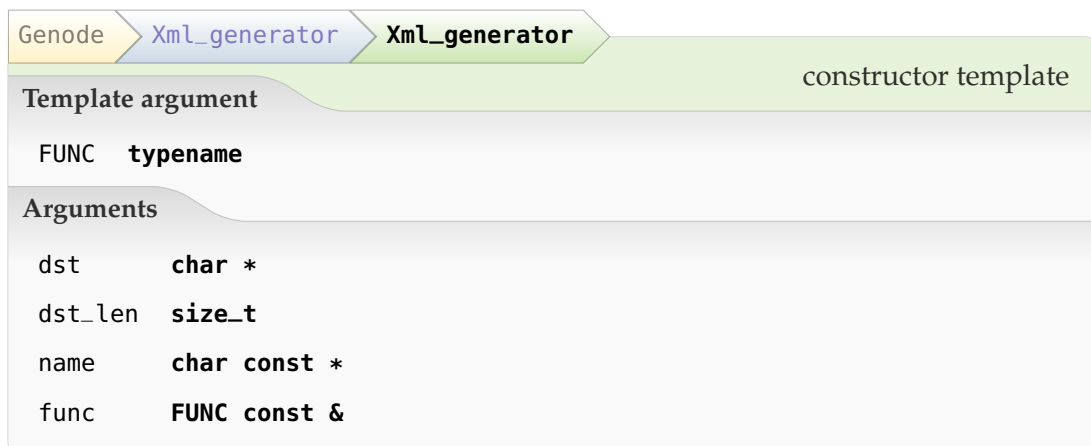 Genode Xml_generator Xml_generator
constructor template
Template argument
FUNC typename
Arguments
dst char *
dst_len size_t
name char const *
func FUNC const &